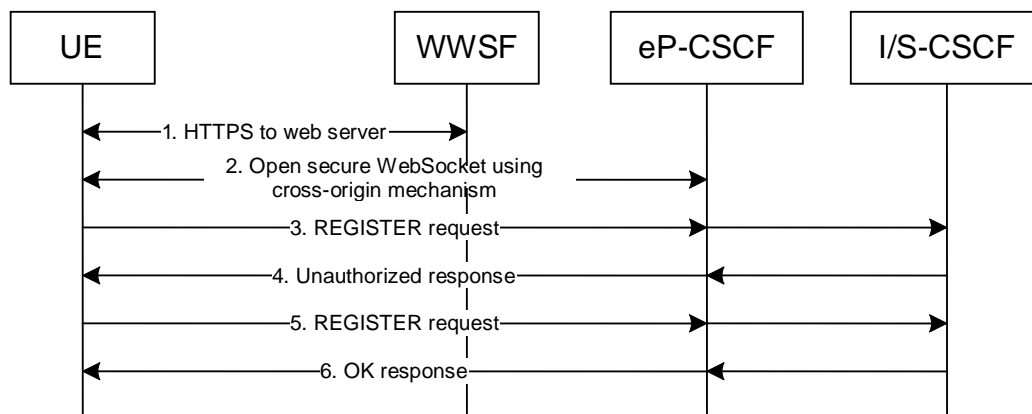 UE
WWSF
eP-CSCF
I/S-CSCF
1. HTTPS to web server
2. Open secure WebSocket using
cross-origin mechanism
3. REGISTER request
4. Unauthorized response
5. REGISTER request
6. OK response